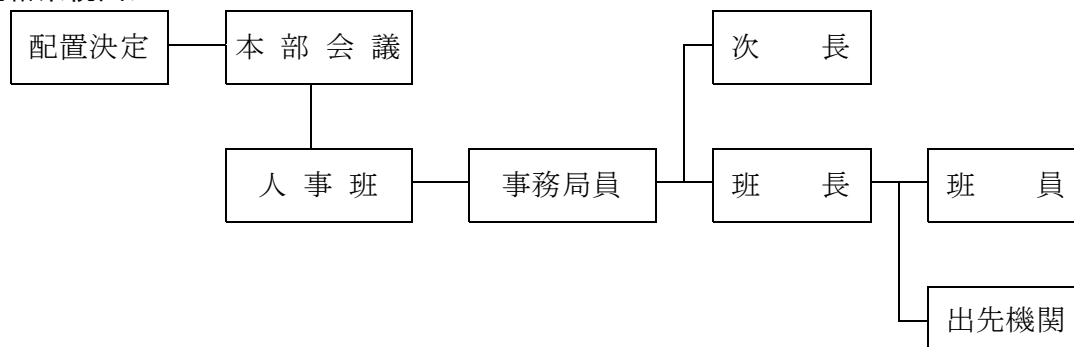 配置決定
本部会議
次長
人事班
事務局員
班長
班員
出先機関